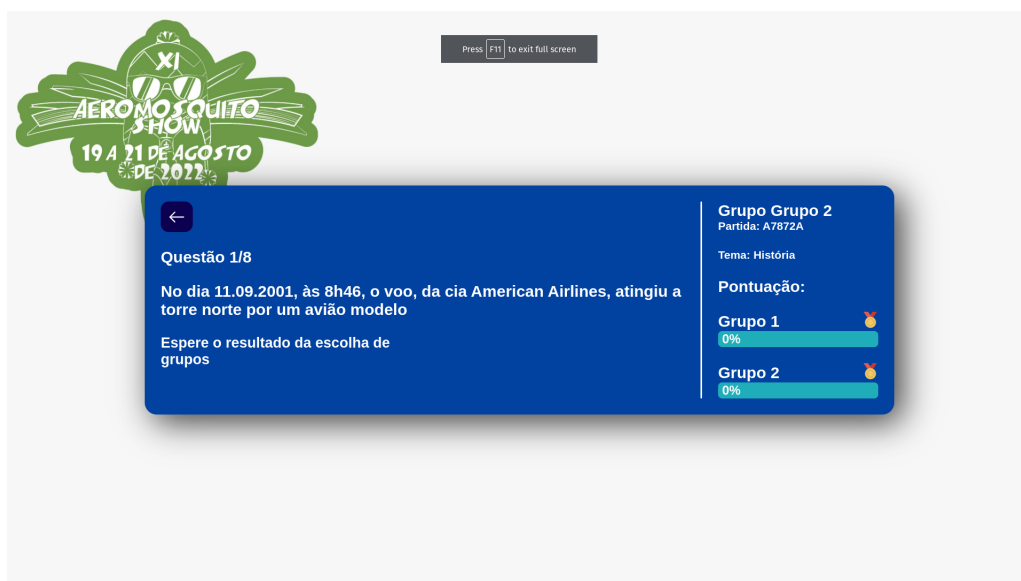 Press F11 to exit full screen
XI
AEROMOSQUITO
SHOW
19 A 21 DE AGOSTO
DE 2022
Questão 1/8
No dia 11.09.2001, às 8h46, o voo, da cia American Airlines, atingiu a
torre norte por um avião modelo
Espere o resultado da escolha de
grupos
Grupo Grupo 2
Partida: A7872A
Tema: História
Pontuação:
Grupo 1
0%
Grupo 2
0%